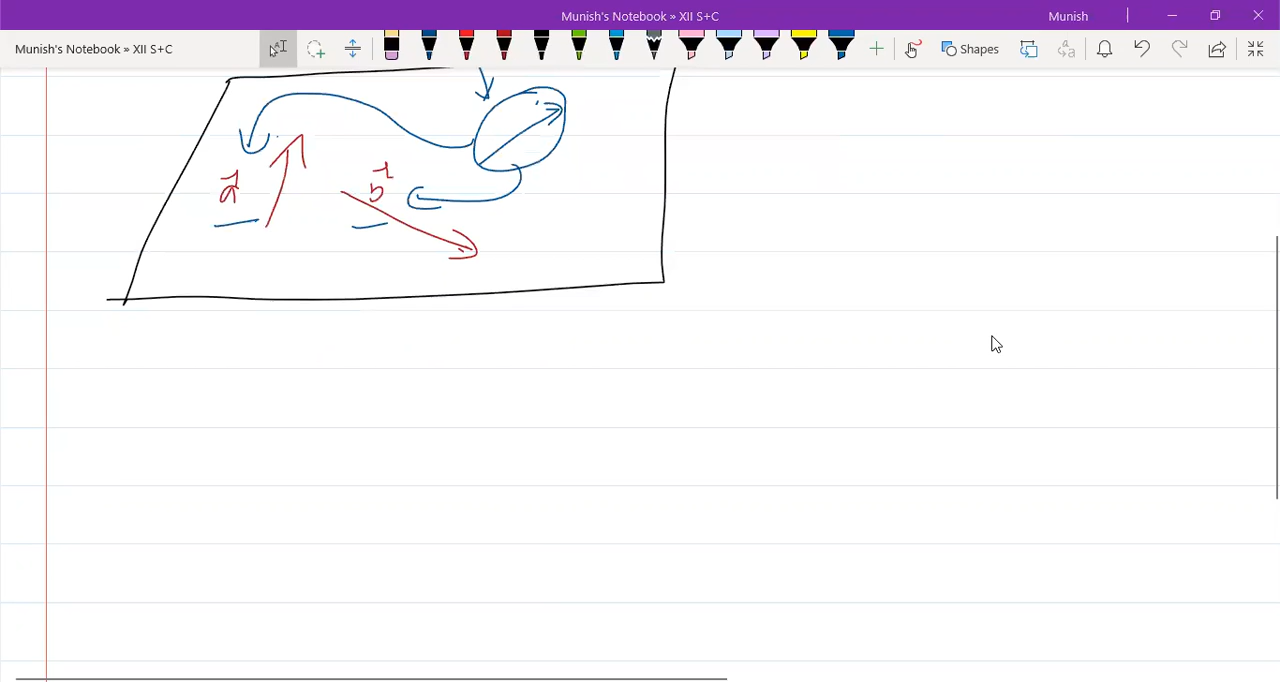 Munish's Notebook » XII S+C
Munish
Munish's Notebook » XII S+C
Shapes
a⃗
b⃗